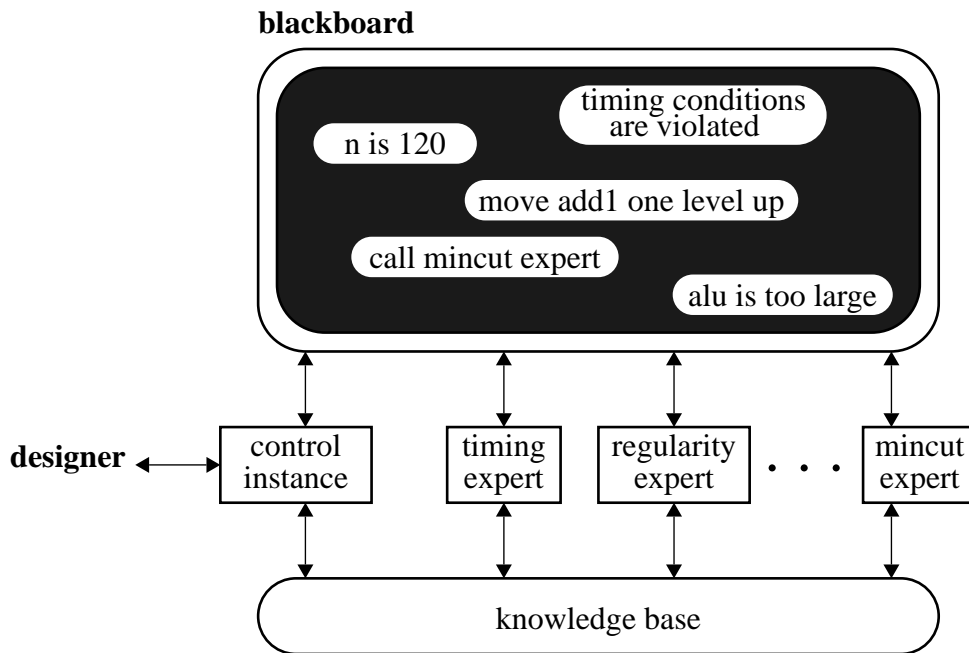 blackboard
timing conditions
are violated
n is 120
move add1 one level up
call mincut expert
alu is too large
designer
control
instance
timing
expert
regularity
expert
. . . .
mincut
expert
knowledge base